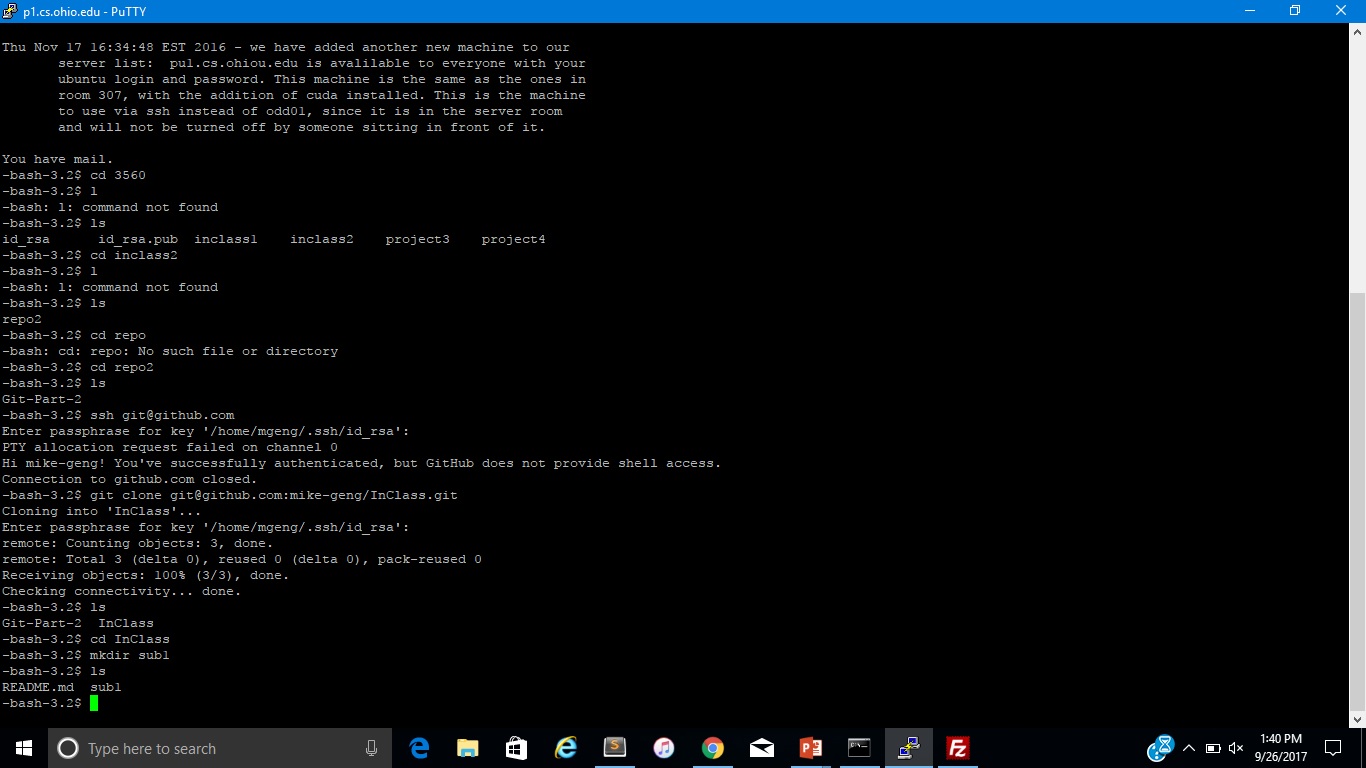 p1.cs.ohio.edu - PuTTY
Thu Nov 17 16:34:48 EST 2016 - we have added another new machine to our
server list:  pu1.cs.ohiou.edu is avalilable to everyone with your
ubuntu login and password. This machine is the same as the ones in
room 307, with the addition of cuda installed. This is the machine
to use via ssh instead of odd01, since it is in the server room
and will not be turned off by someone sitting in front of it.
You have mail.
-bash-3.2$ cd 3560
-bash-3.2$ l
-bash: l: command not found
-bash-3.2$ ls
id_rsa      id_rsa.pub  inclass1    inclass2    project3    project4
-bash-3.2$ cd inclass2
-bash-3.2$ l
-bash: l: command not found
-bash-3.2$ ls
repo2
-bash-3.2$ cd repo
-bash: cd: repo: No such file or directory
-bash-3.2$ cd repo2
-bash-3.2$ ls
Git-Part-2
-bash-3.2$ ssh git@github.com
Enter passphrase for key '/home/mgeng/.ssh/id_rsa':
PTY allocation request failed on channel 0
Hi mike-geng! You've successfully authenticated, but GitHub does not provide shell access.
Connection to github.com closed.
-bash-3.2$ git clone git@github.com:mike-geng/InClass.git
Cloning into 'InClass'...
Enter passphrase for key '/home/mgeng/.ssh/id_rsa':
remote: Counting objects: 3, done.
remote: Total 3 (delta 0), reused 0 (delta 0), pack-reused 0
Receiving objects: 100% (3/3), done.
Checking connectivity... done.
-bash-3.2$ ls
Git-Part-2  InClass
-bash-3.2$ cd InClass
-bash-3.2$ mkdir sub1
-bash-3.2$ ls
README.md  sub1
-bash-3.2$
Type here to search
1:40 PM
9/26/2017